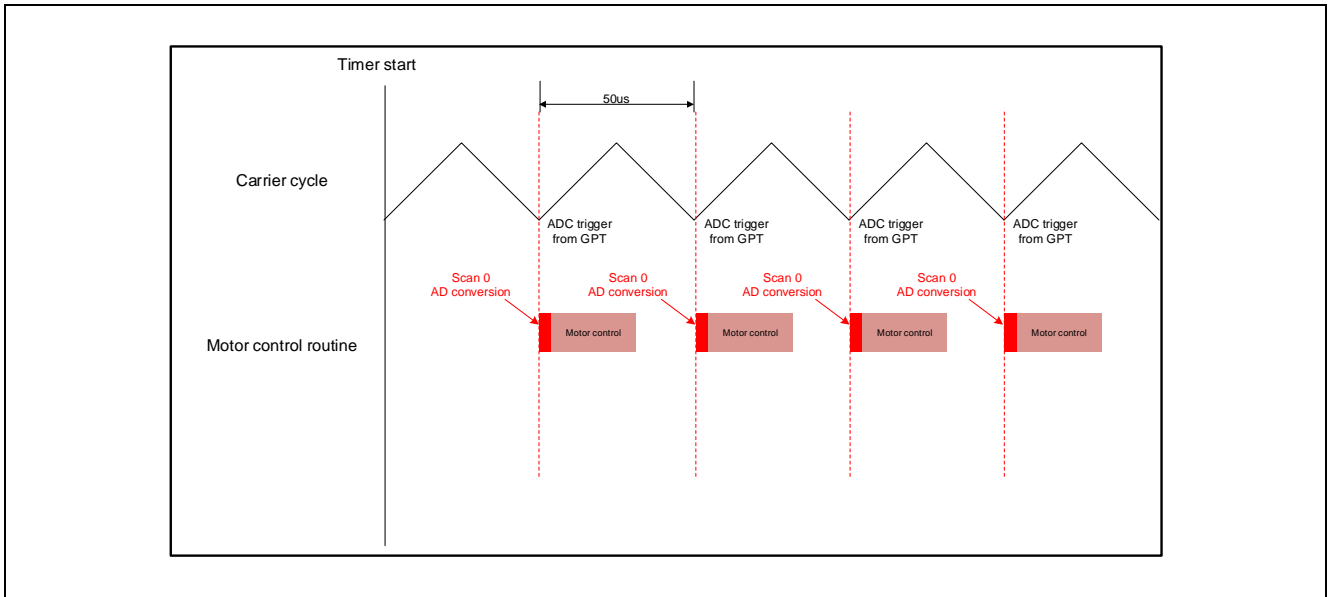 Timer start
50us
Carrier cycle
ADC trigger
from GPT
ADC trigger
from GPT
ADC trigger
from GPT
ADC trigger
from GPT
Scan 0
AD conversion
Scan 0
AD conversion
Scan 0
AD conversion
Scan 0
AD conversion
Motor control routine
Motor control
Motor control
Motor control
Motor control